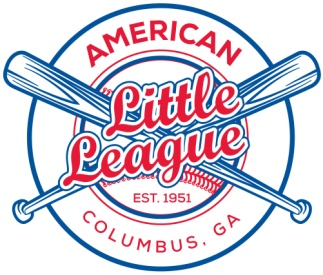 AMERICAN
Little
League
EST. 1951
COLUMBUS, GA